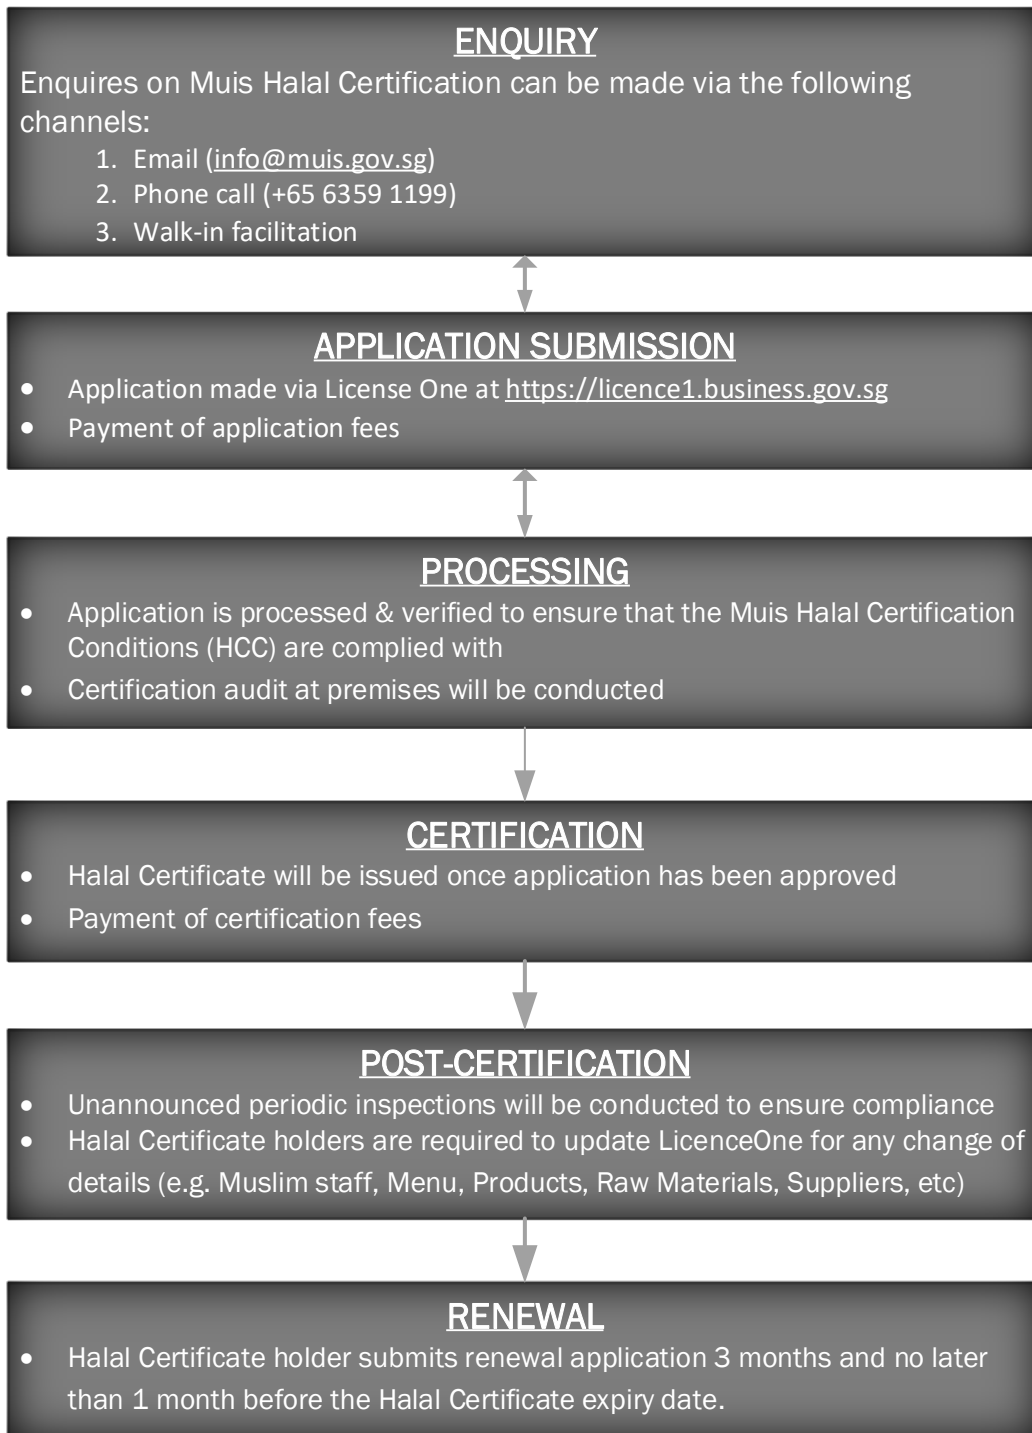 ENQUIRY
Enquires on Muis Halal Certification can be made via the following
channels:
1. Email (info@muis.gov.sg)
2. Phone call (+65 6359 1199)
3. Walk-in facilitation
APPLICATION SUBMISSION
• Application made via License One at https://licence1.business.gov.sg
• Payment of application fees
PROCESSING
• Application is processed & verified to ensure that the Muis Halal Certification
Conditions (HCC) are complied with
• Certification audit at premises will be conducted
CERTIFICATION
• Halal Certificate will be issued once application has been approved
• Payment of certification fees
POST-CERTIFICATION
• Unannounced periodic inspections will be conducted to ensure compliance
• Halal Certificate holders are required to update LicenceOne for any change of
details (e.g. Muslim staff, Menu, Products, Raw Materials, Suppliers, etc)
RENEWAL
• Halal Certificate holder submits renewal application 3 months and no later
than 1 month before the Halal Certificate expiry date.